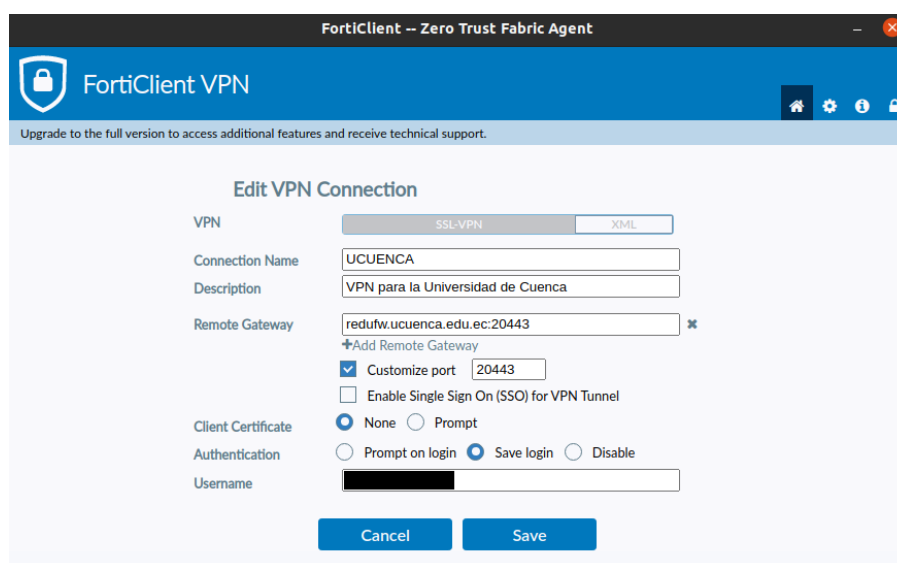 FortiClient -- Zero Trust Fabric Agent
FortiClient VPN
Upgrade to the full version to access additional features and receive technical support.
Edit VPN Connection
VPN SSL-VPN XML
Connection Name UCUENCA
Description VPN para la Universidad de Cuenca
Remote Gateway redufw.ucuenca.edu.ec:20443
+Add Remote Gateway
Customize port 20443
Enable Single Sign On (SSO) for VPN Tunnel
Client Certificate None Prompt
Authentication Prompt on login Save login Disable
Username
Cancel Save